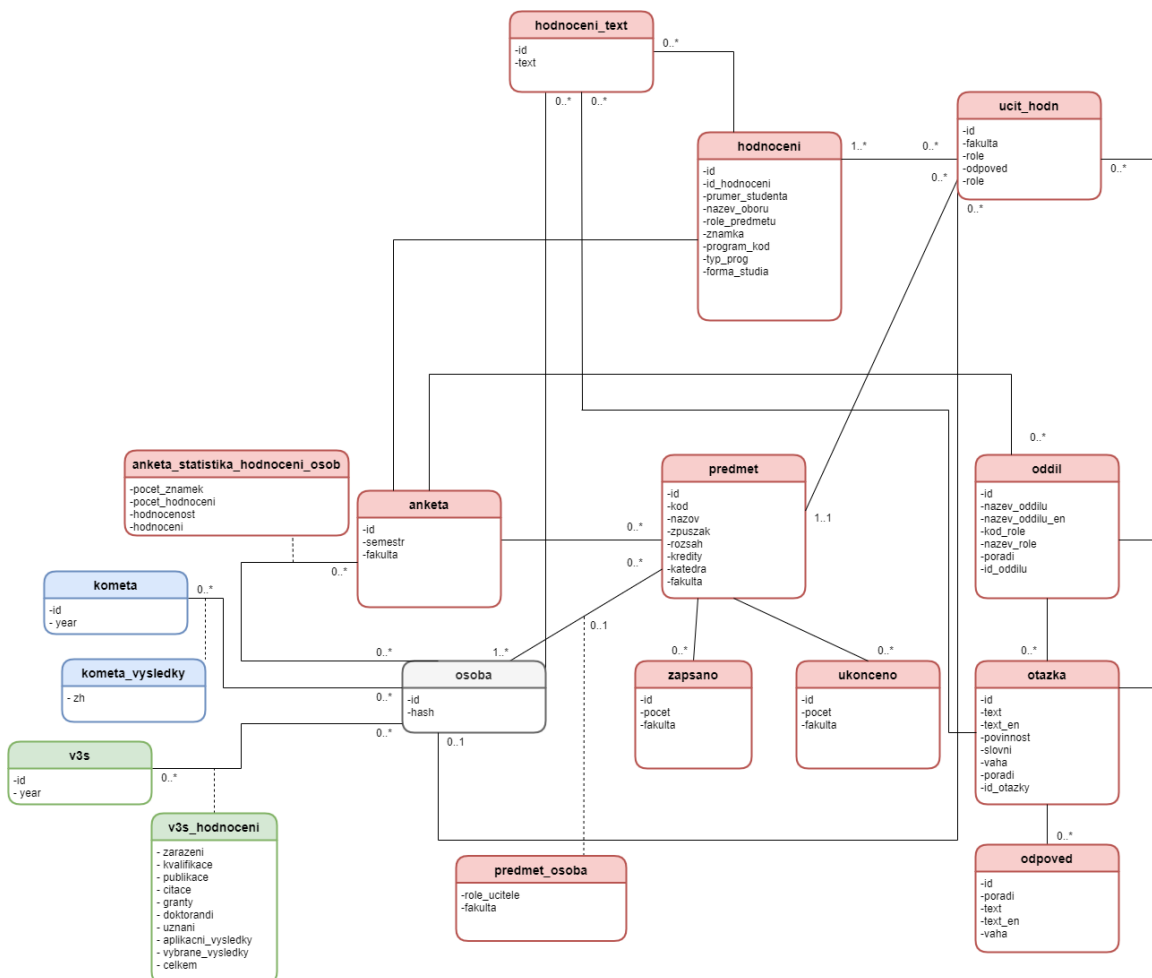 hodnoceni_text
-id
-text
0..*
0..*
0..*
ucit_hodn
-id
-fakulta
-role
-odpoved
-role
hodnoceni
-id
-id_hodnoceni
-prumer_studenta
-nazev_oboru
-role_predmetu
-znamka
-program_kod
-typ_prog
-forma_studia
1..*
0..*
0..*
0..*
0..*
anketa_statistika_hodnoceni_osob
-pocet_znamek
-pocet_hodnoceni
-hodnocenost
-hodnoceni
anketa
-id
-semestr
-fakulta
0..*
predmet
-id
-kod
-nazov
-zpuszak
-rozsah
-kredity
-katedra
-fakulta
0..*
0..*
1..1
0..*
oddil
-id
-nazev_oddilu
-nazev_oddilu_en
-kod_role
-nazev_role
-poradi
-id_oddilu
kometa
-id
- year
0..*
kometa_vysledky
- zh
0..1
1..*
0..*
0..*
0..*
0..1
osoba
-id
-hash
0..*
zapsano
-id
-pocet
-fakulta
0..*
ukonceno
-id
-pocet
-fakulta
0..*
otazka
-id
-text
-text_en
-povinnost
-slovni
-vaha
-poradi
-id_otazky
v3s
-id
- year
0..*
v3s_hodnoceni
- zarazeni
- kvalifikace
- publikace
- citace
- granty
- doktorandi
- uznani
- aplikacni_vysledky
- vybrane_vysledky
- celkem
predmet_osoba
-role_ucitele
-fakulta
0..*
odpoved
-id
-poradi
-text
-text_en
-vaha